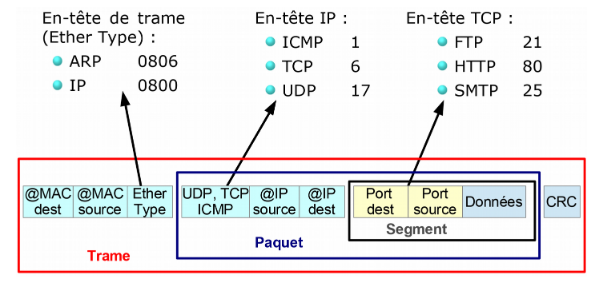 En-tête de trame
(Ether Type) :
ARP 0806
IP 0800
En-tête IP :
ICMP 1
TCP 6
UDP 17
En-tête TCP :
FTP 21
HTTP 80
SMTP 25
@MAC dest
@MAC source
Ether Type
UDP, TCP ICMP
@IP source
@IP dest
Port dest
Port source
Données
CRC
Segment
Paquet
Trame